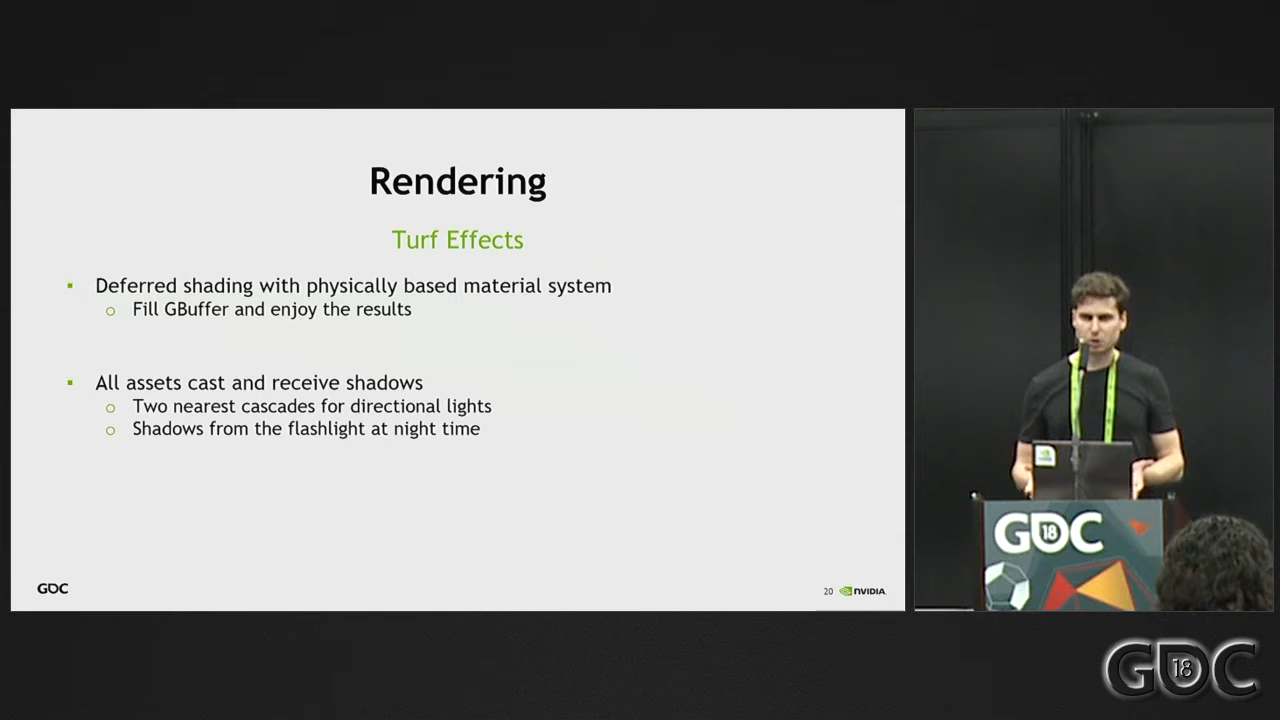 Rendering
Turf Effects
Deferred shading with physically based material system
Fill GBuffer and enjoy the results
All assets cast and receive shadows
Two nearest cascades for directional lights
Shadows from the flashlight at night time
GDC
20 NVIDIA
GDC 18
GDC 18